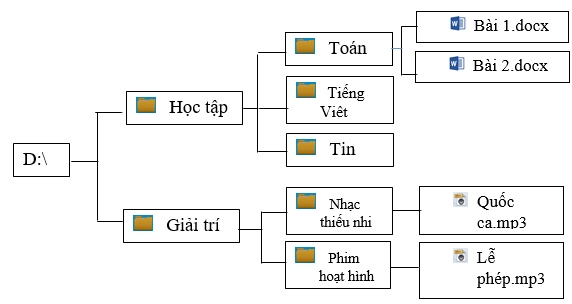 Bài 1.docx
Toán
Bài 2.docx
Tiếng
Viêt
Học tập
Tin
D:\
Nhạc
thiếu nhi
Quốc
ca.mp3
Giải trí
Phim
hoạt hình
Lễ
phép.mp3